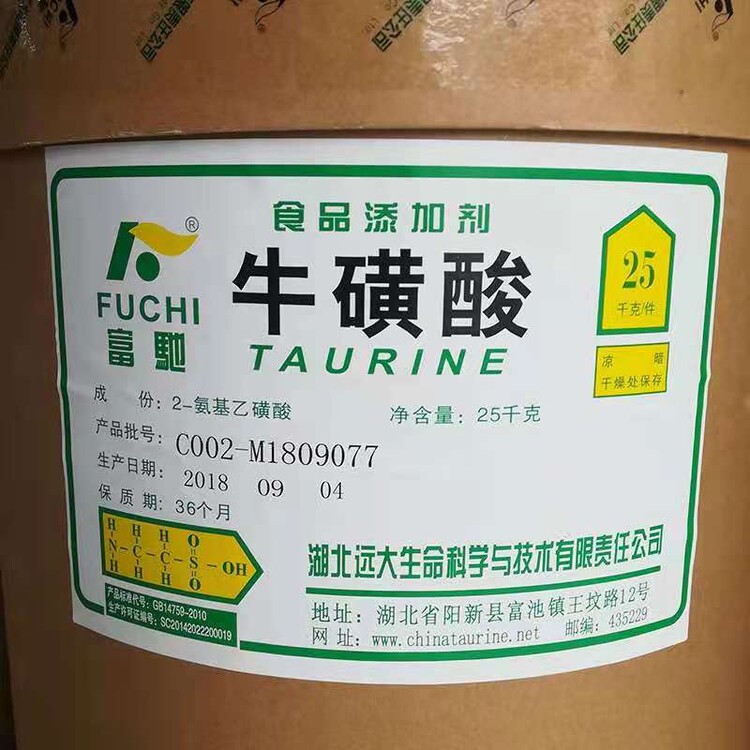 食品添加剂
®
FUCHI
富馳
牛磺酸
TAURINE
25
千克/件
凉 暗
干燥处保存
成 份: 2-氨基乙磺酸
净含量: 25千克
产品批号: C002-M1809077
生产日期: 2018 09 04
保质期: 36个月
H H H O
N-C-C-S-OH
H H H O
产品标准代号: GB14759-2010
生产许可证编号: SC20142022200019
湖北远大生命科学与技术有限责任公司
地址: 湖北省阳新县富池镇王坟路12号
网址: www.chinataurine.net 邮编: 435229